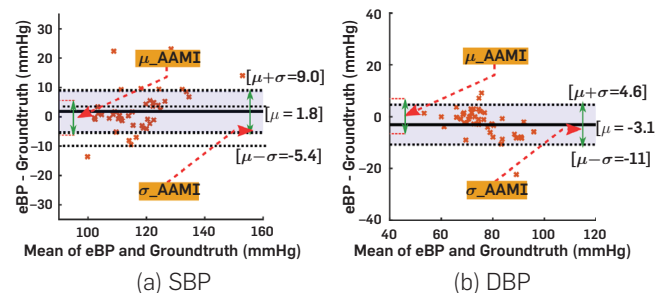 eBP - Groundtruth (mmHg)
30
20
10
0
-10
-20
-30
100
120
140
160
Mean of eBP and Groundtruth (mmHg)
μ_AAMI
σ_AAMI
[μ+σ=9.0]
[μ = 1.8]
[μ−σ=-5.4]
(a) SBP
eBP - Groundtruth (mmHg)
40
20
0
-20
-40
40
60
80
100
120
Mean of eBP and Groundtruth (mmHg)
μ_AAMI
σ_AAMI
[μ+σ=4.6]
[μ = -3.1]
[μ−σ=-11]
(b) DBP